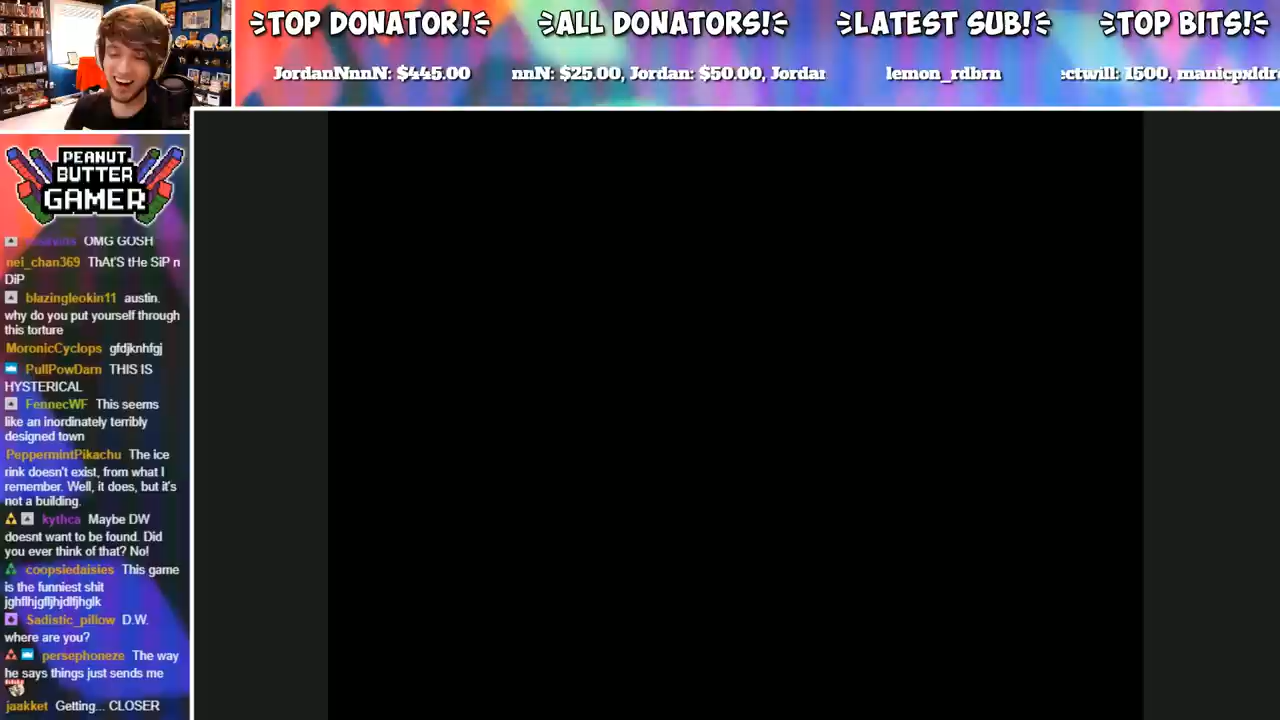 TOP DONATOR!
ALL DONATORS!
LATEST SUB!
TOP BITS!
JordanNnnN: $445.00
nnN: $25.00, Jordan: $50.00, Jordar
lemon_rdbrn
ectwill: 1500, manicpxldr
PEANUT
BUTTER
GAMER
OMG GOSH
nei_chan369 ThAt'S tHe SiP n
DiP
blazingleokin11 austin.
why do you put yourself through
this torture
MoronicCyclops gfdjknhfgj
PullPowDarn THIS IS
HYSTERICAL
FennecWF This seems
like an inordinately terribly
designed town
PeppermintPikachu The ice
rink doesn't exist, from what I
remember. Well, it does, but it's
not a building.
kythca Maybe DW
doesnt want to be found. Did
you ever think of that? No!
coopsiedaisies This game
is the funniest shit
Sadistic_pillow D.W.
where are you?
persephoneze The way
he says things just sends me
jaakket Getting... CLOSER